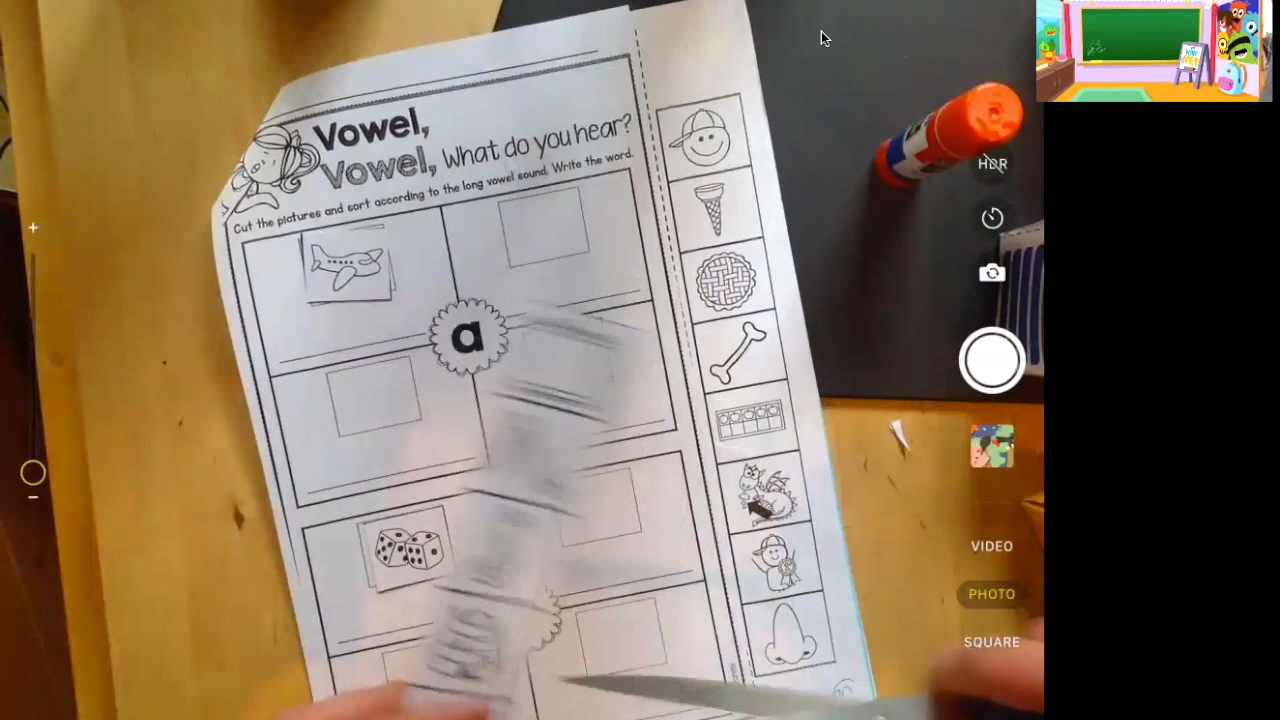 Vowel,
Vowel, What do you hear?
Cut the pictures and sort according to the long vowel sound. Write the word.
a
HDR
VIDEO
PHOTO
SQUARE